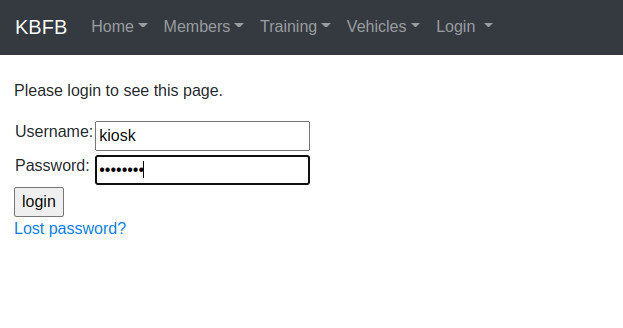 KBFB Home Members Training Vehicles Login
Please login to see this page.
Username: kiosk
Password: ••••••••
login
Lost password?